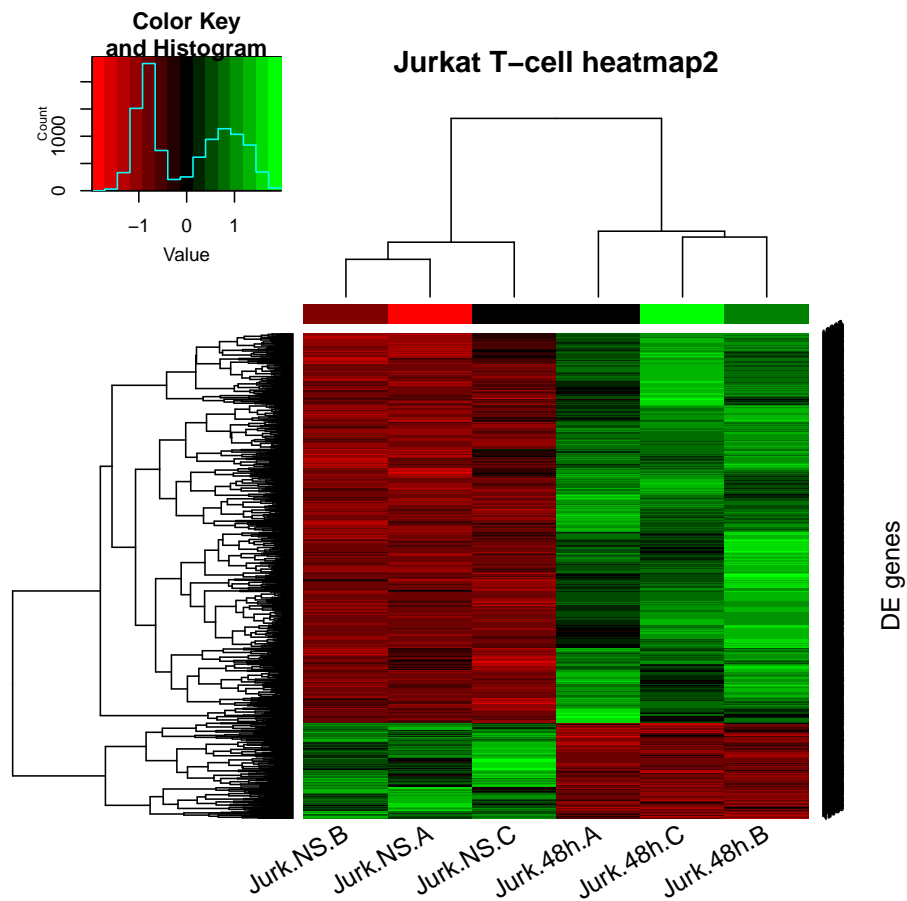 Color Key
and Histogram
Jurkat T−cell heatmap2
Count
0
1000
−1
0
1
Value
DE genes
Jurk.NS.B
Jurk.NS.A
Jurk.NS.C
Jurk.48h.A
Jurk.48h.C
Jurk.48h.B